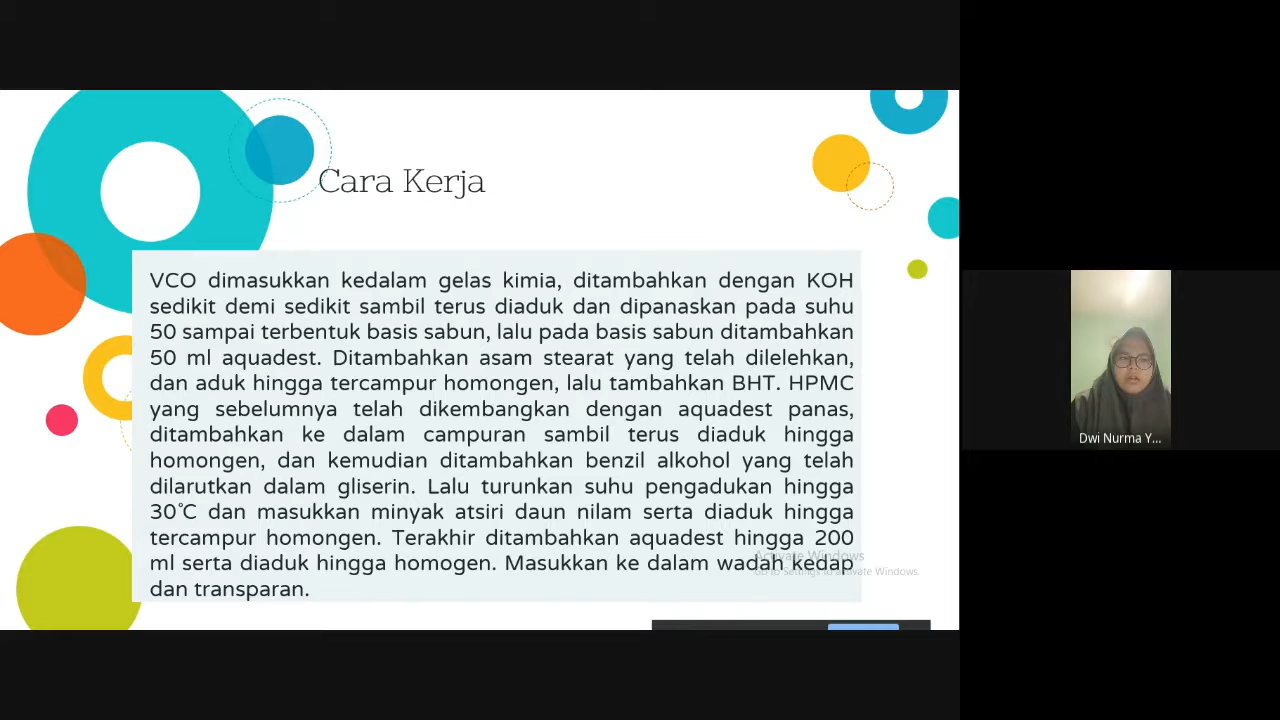 Cara Kerja
VCO dimasukkan kedalam gelas kimia, ditambahkan dengan KOH
sedikit demi sedikit sambil terus diaduk dan dipanaskan pada suhu
50 sampai terbentuk basis sabun, lalu pada basis sabun ditambahkan
50 ml aquadest. Ditambahkan asam stearat yang telah dilelehkan,
dan aduk hingga tercampur homongen, lalu tambahkan BHT. HPMC
yang sebelumnya telah dikembangkan dengan aquadest panas,
ditambahkan ke dalam campuran sambil terus diaduk hingga
homongen, dan kemudian ditambahkan benzil alkohol yang telah
dilarutkan dalam gliserin. Lalu turunkan suhu pengadukan hingga
30°C dan masukkan minyak atsiri daun nilam serta diaduk hingga
tercampur homongen. Terakhir ditambahkan aquadest hingga 200
ml serta diaduk hingga homogen. Masukkan ke dalam wadah kedap
dan transparan.
Activate Windows
Go to Settings to activate Windows.
Dwi Nurma Y...